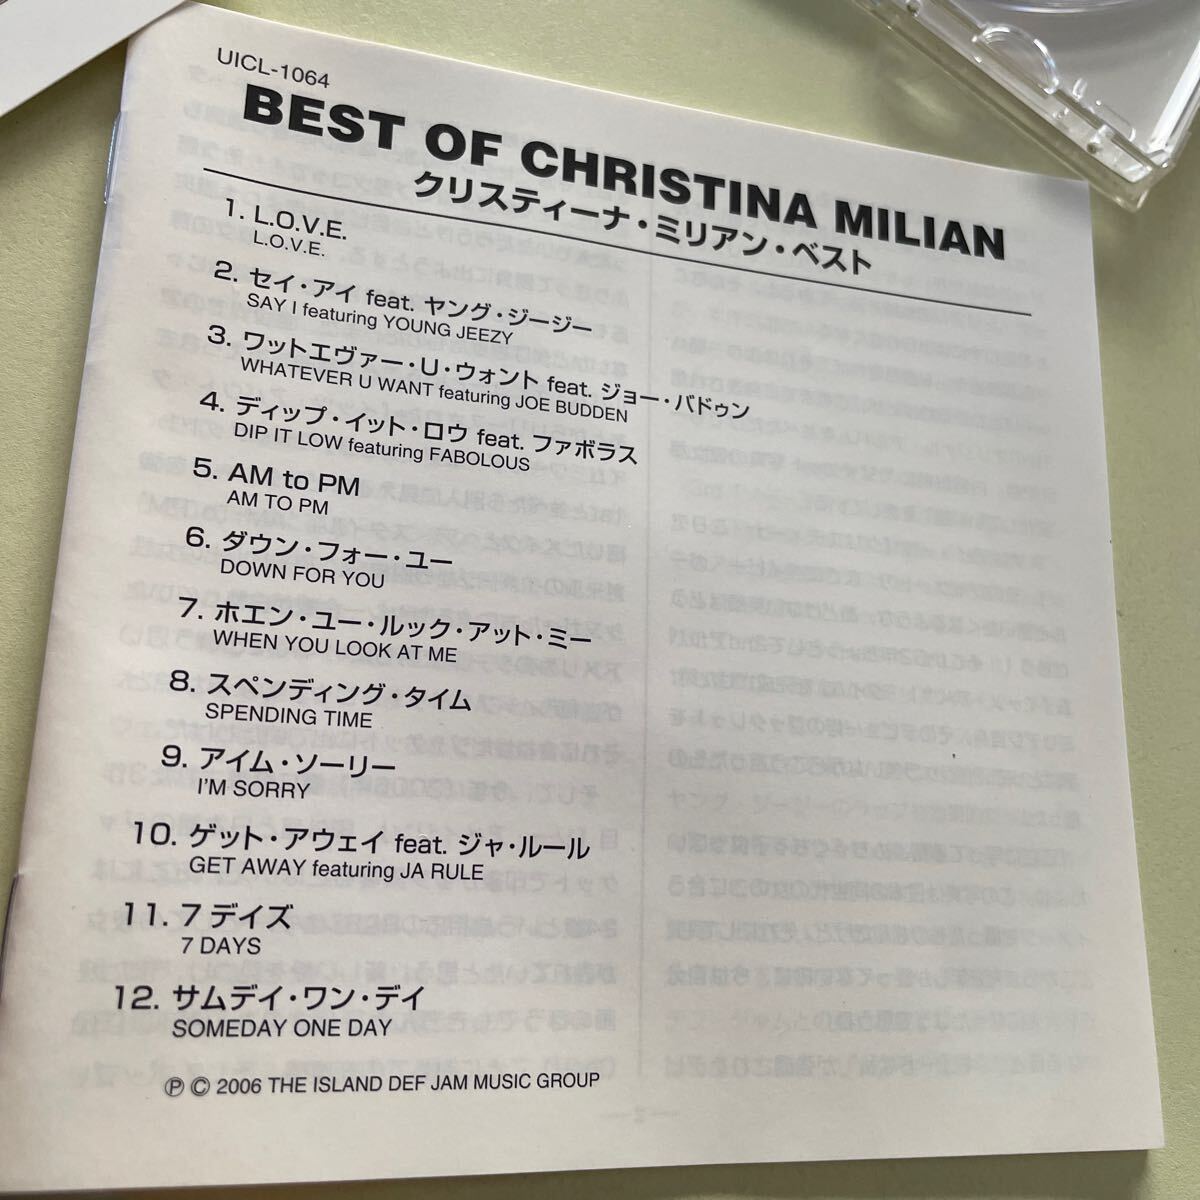 UICL-1064
BEST OF CHRISTINA MILIAN
クリスティーナ・ミリアン・ベスト
1. L.O.V.E.
L.O.V.E.
2. セイ・アイ feat. ヤング・ジージー
SAY I featuring YOUNG JEEZY
3. ワットエヴァー・U・ウォント feat. ジョー・バドゥン
WHATEVER U WANT featuring JOE BUDDEN
4. ディップ・イット・ロウ feat. ファボラス
DIP IT LOW featuring FABOLOUS
5. AM to PM
AM TO PM
6. ダウン・フォー・ユー
DOWN FOR YOU
7. ホエン・ユー・ルック・アット・ミー
WHEN YOU LOOK AT ME
8. スペンディング・タイム
SPENDING TIME
9. アイム・ソーリー
I'M SORRY
10. ゲット・アウェイ feat. ジャ・ルール
GET AWAY featuring JA RULE
11. 7 デイズ
7 DAYS
12. サムデイ・ワン・デイ
SOMEDAY ONE DAY
Ⓟ © 2006 THE ISLAND DEF JAM MUSIC GROUP